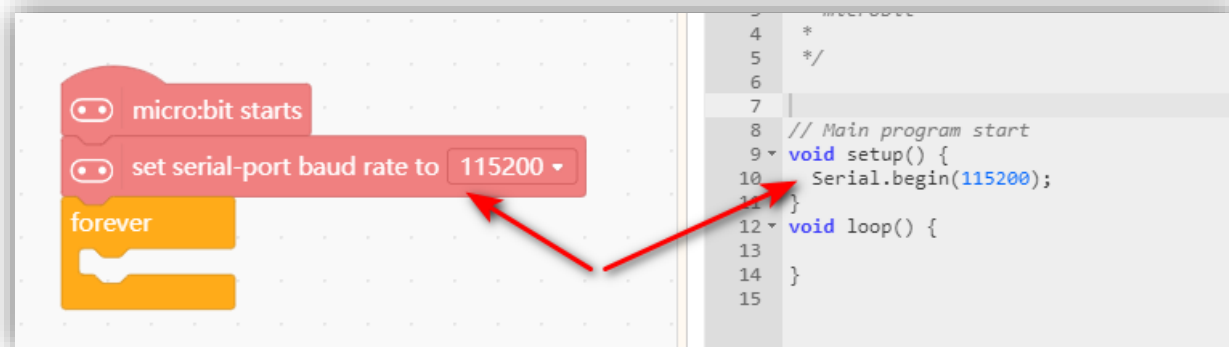 micro:bit starts
set serial-port baud rate to 115200
forever
4 *
5 */
6
7
8 // Main program start
9 void setup() {
10 Serial.begin(115200);
11 }
12 void loop() {
13
14 }
15